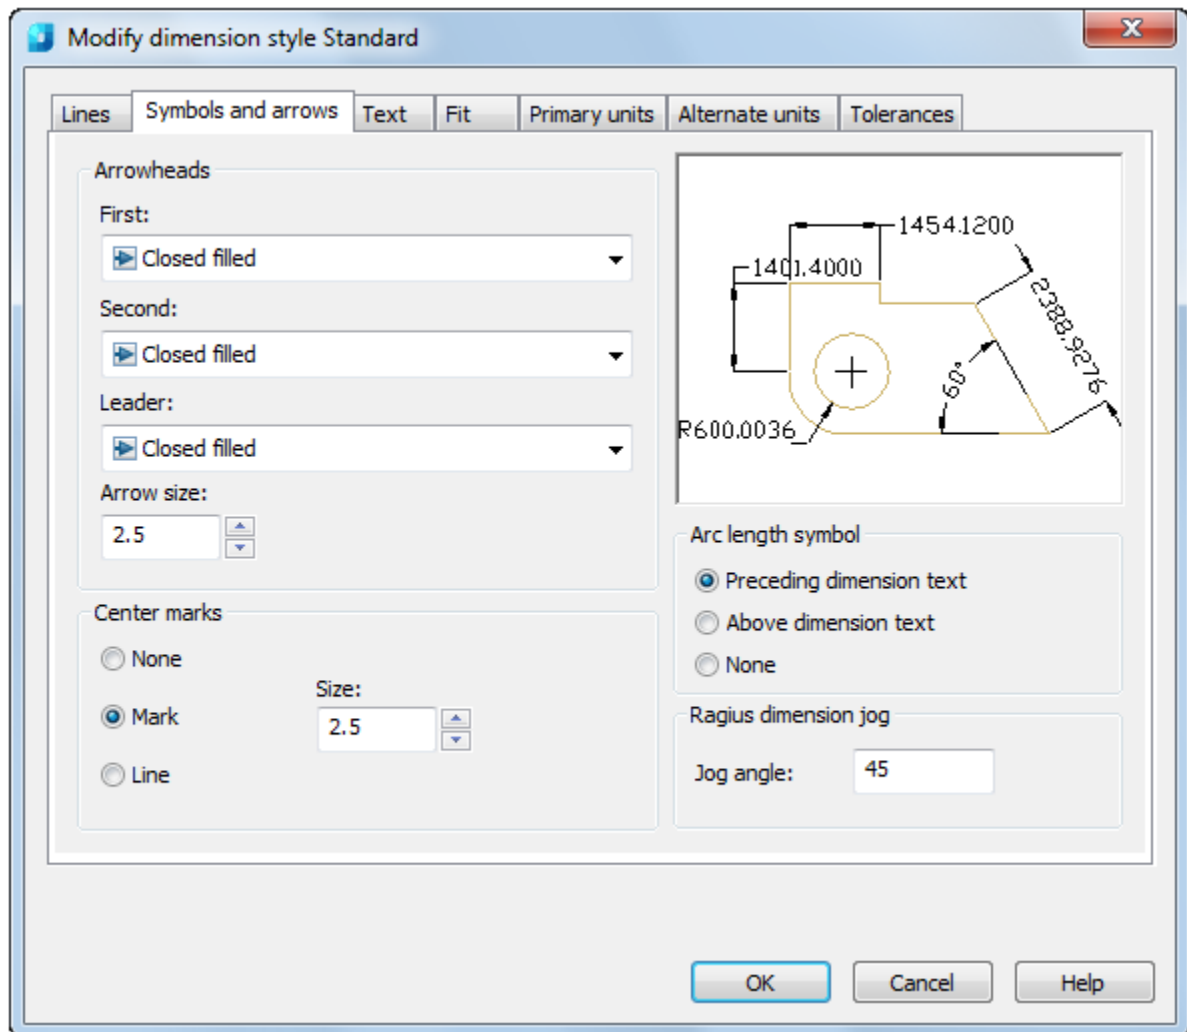 Modify dimension style Standard
Lines Symbols and arrows Text Fit Primary units Alternate units Tolerances
Arrowheads
First:
Closed filled
Second:
Closed filled
Leader:
Closed filled
Arrow size:
2.5
Center marks
None
Mark
Line
Size:
2.5
1454.1200
1401.4000
2388.9276
60°
R600.0036
Arc length symbol
Preceding dimension text
Above dimension text
None
Ragius dimension jog
Jog angle: 45
OK Cancel Help